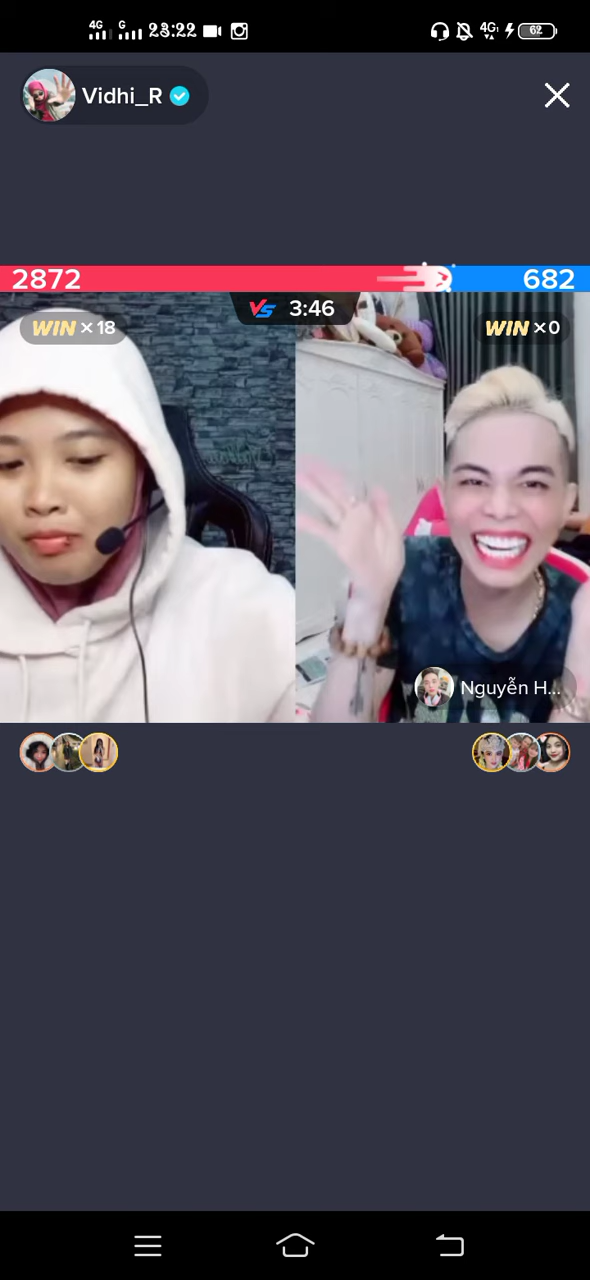 4G G 23:22 4G 62
Vidhi_R
2872 682
VS 3:46
WIN × 18 WIN × 0
Nguyễn H...